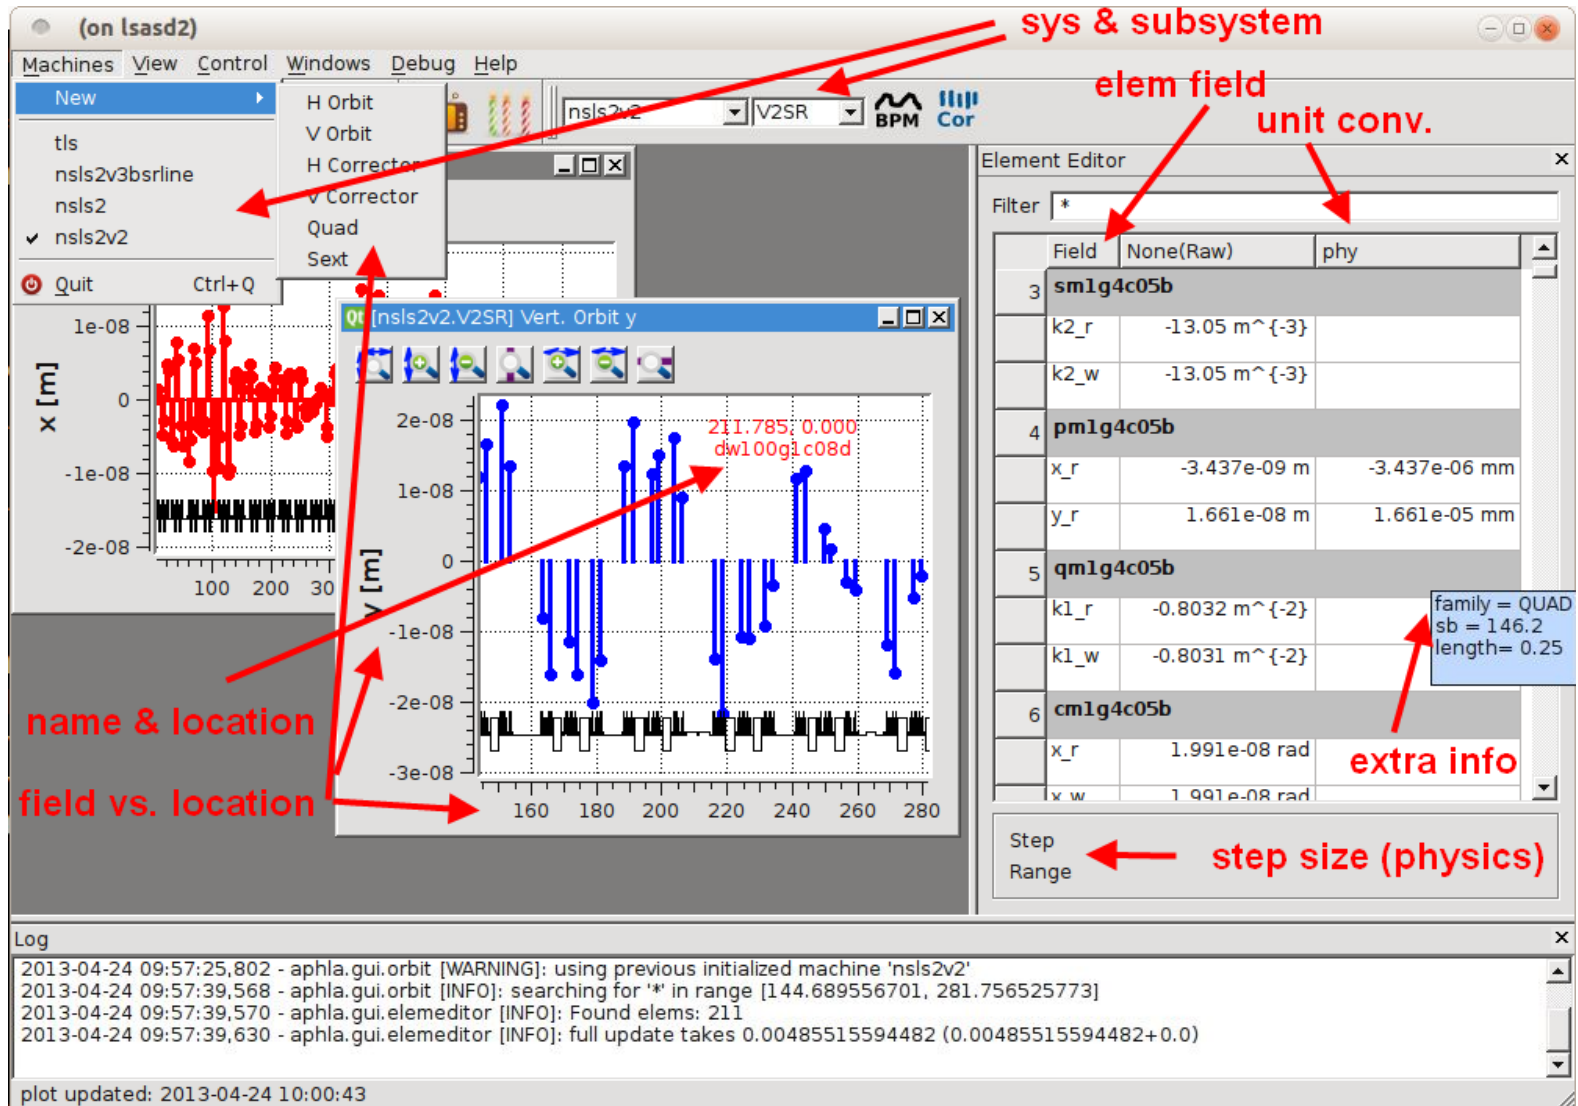 (on lsasd2)
sys & subsystem
Machines View Control Windows Debug Help
New
tls
nsls2v3bsrline
nsls2
nsls2v2
Quit Ctrl+Q
H Orbit
V Orbit
H Corrector
V Corrector
Quad
Sext
nsls2v2 V2SR BPM Cor
elem field
unit conv.
x [m]
1e-08
0
-1e-08
-2e-08
100 200 30
[nsls2v2.V2SR] Vert. Orbit y
2e-08
1e-08
0
-1e-08
-2e-08
-3e-08
y [m]
211.785, 0.000
dw100g1c08d
160 180 200 220 240 260 280
name & location
field vs. location
Element Editor
Filter *
Field None(Raw) phy
3 sm1g4c05b
k2_r -13.05 m^{-3}
k2_w -13.05 m^{-3}
4 pm1g4c05b
x_r -3.437e-09 m -3.437e-06 mm
y_r 1.661e-08 m 1.661e-05 mm
5 qm1g4c05b
k1_r -0.8032 m^{-2}
k1_w -0.8031 m^{-2}
family = QUAD
sb = 146.2
length= 0.25
6 cm1g4c05b
x_r 1.991e-08 rad
x_w 1.991e-08 rad
extra info
Step
Range
step size (physics)
Log
2013-04-24 09:57:25,802 - aphla.gui.orbit [WARNING]: using previous initialized machine 'nsls2v2'
2013-04-24 09:57:39,568 - aphla.gui.orbit [INFO]: searching for '*' in range [144.689556701, 281.756525773]
2013-04-24 09:57:39,570 - aphla.gui.elemeditor [INFO]: Found elems: 211
2013-04-24 09:57:39,630 - aphla.gui.elemeditor [INFO]: full update takes 0.00485515594482 (0.00485515594482+0.0)
plot updated: 2013-04-24 10:00:43